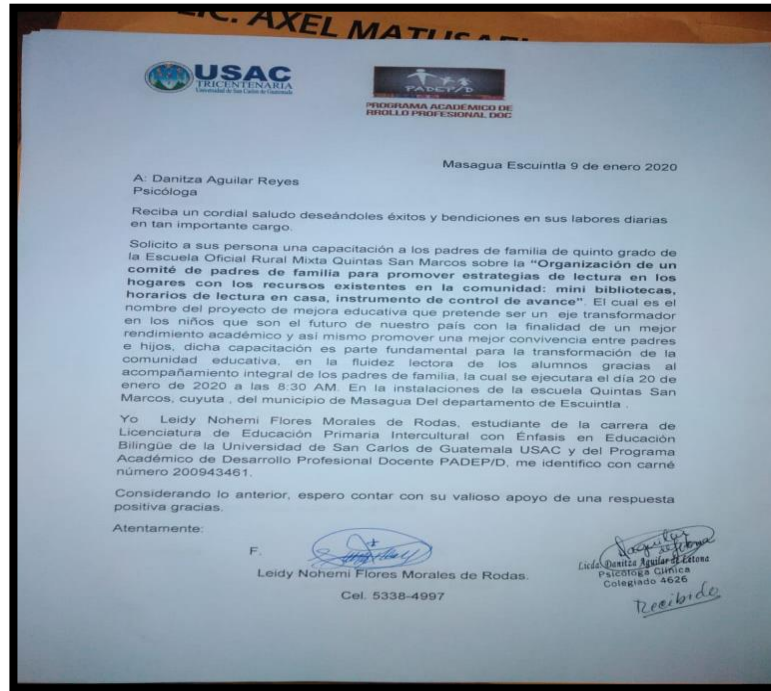 LIC. AXEL
USAC
TRICENTENARIA
Universidad de San Carlos de Guatemala
PADEP/D
PROGRAMA ACADÉMICO DE
RROLLO PROFESIONAL DOC
Masagua Escuintla 9 de enero 2020
A: Danitza Aguilar Reyes
Psicóloga
Reciba un cordial saludo deseándoles éxitos y bendiciones en sus labores diarias
en tan importante cargo.
Solicito a sus persona una capacitación a los padres de familia de quinto grado de
la Escuela Oficial Rural Mixta Quintas San Marcos sobre la "Organización de un
comité de padres de familia para promover estrategias de lectura en los
hogares con los recursos existentes en la comunidad: mini bibliotecas,
horarios de lectura en casa, instrumento de control de avance". El cual es el
nombre del proyecto de mejora educativa que pretende ser un eje transformador
en los niños que son el futuro de nuestro país con la finalidad de un mejor
rendimiento académico y así mismo promover una mejor convivencia entre padres
e hijos, dicha capacitación es parte fundamental para la transformación de la
comunidad educativa, en la fluidez lectora de los alumnos gracias al
acompañamiento integral de los padres de familia, la cual se ejecutara el día 20 de
enero de 2020 a las 8:30 AM. En la instalaciones de la escuela Quintas San
Marcos, cuyuta , del municipio de Masagua Del departamento de Escuintla .
Yo Leidy Nohemi Flores Morales de Rodas, estudiante de la carrera de
Licenciatura de Educación Primaria Intercultural con Énfasis en Educación
Bilingüe de la Universidad de San Carlos de Guatemala USAC y del Programa
Académico de Desarrollo Profesional Docente PADEP/D, me identifico con carné
número 200943461.
Considerando lo anterior, espero contar con su valioso apoyo de una respuesta
positiva gracias.
Atentamente:
F.
Leidy Nohemi Flores Morales de Rodas.
Cel. 5338-4997
Licda. Danitza Aguilar de
Psicóloga Clínica
Colegiado 4626
Recibido